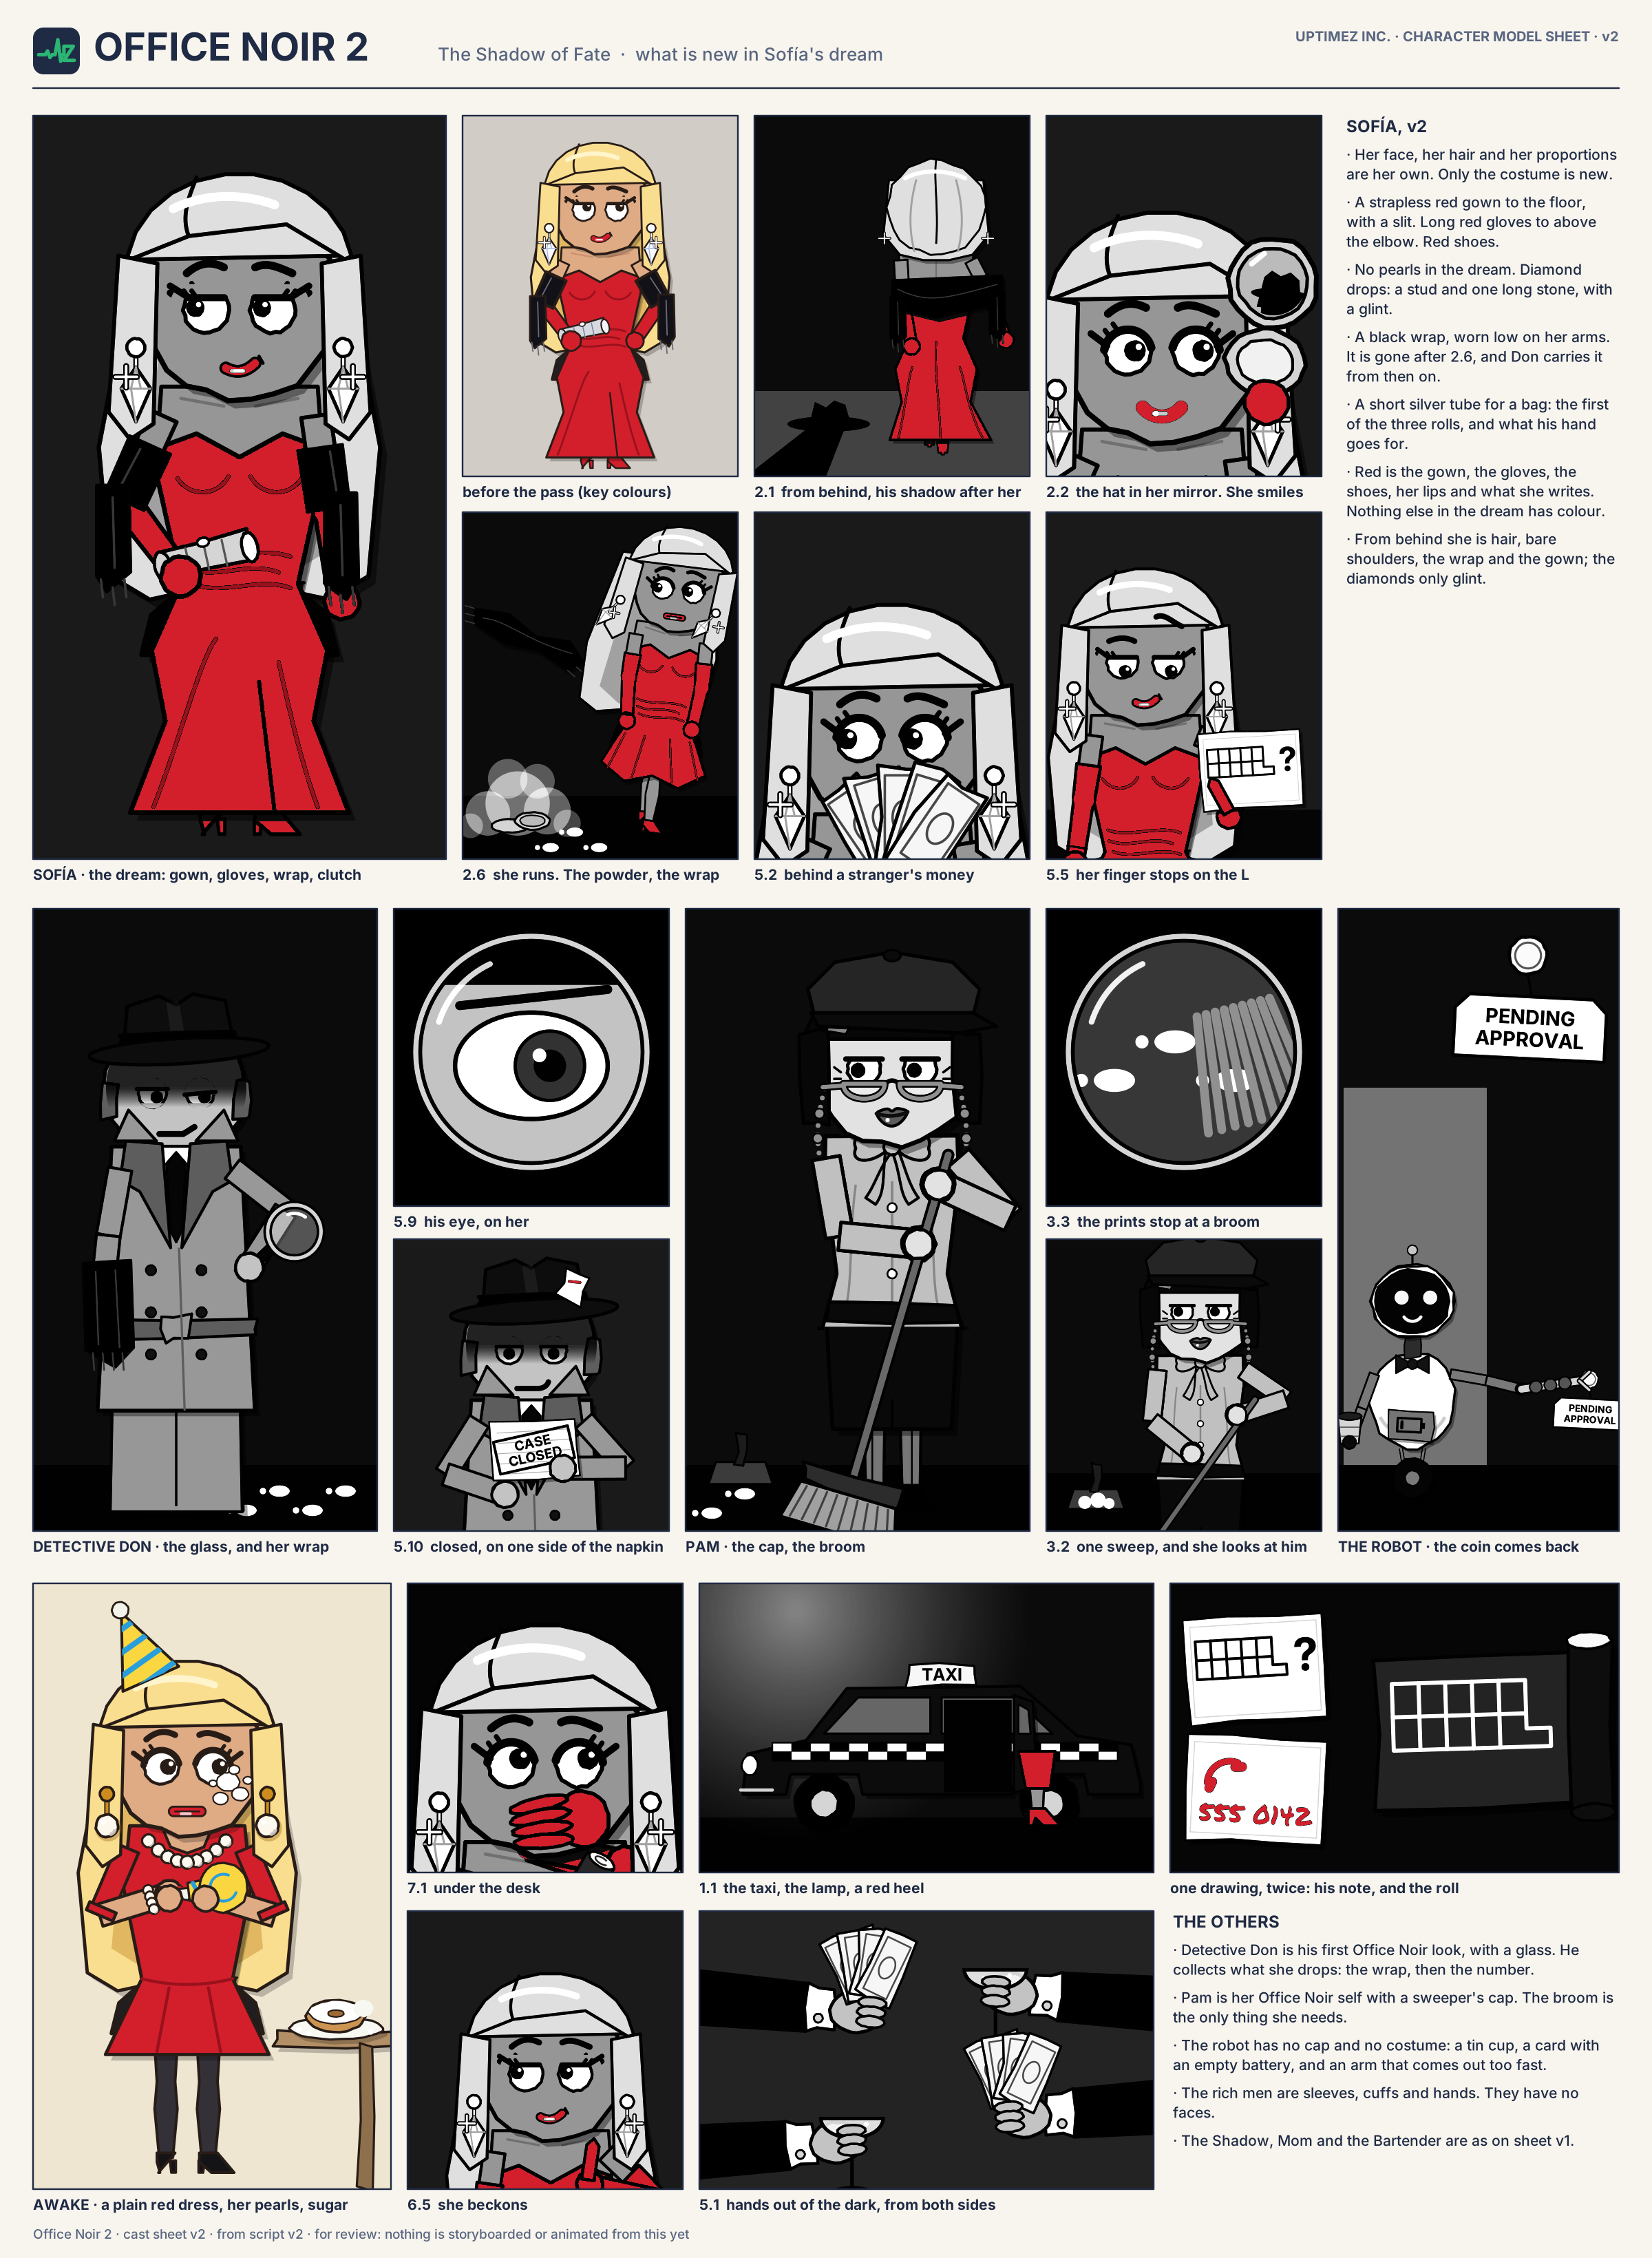 OFFICE NOIR 2
The Shadow of Fate · what is new in Sofía's dream
UPTIMEZ INC. · CHARACTER MODEL SHEET · v2
SOFÍA, v2
· Her face, her hair and her proportions
are her own. Only the costume is new.
· A strapless red gown to the floor,
with a slit. Long red gloves to above
the elbow. Red shoes.
· No pearls in the dream. Diamond
drops: a stud and one long stone, with
a glint.
· A black wrap, worn low on her arms.
It is gone after 2.6, and Don carries it
from then on.
· A short silver tube for a bag: the first
of the three rolls, and what his hand
goes for.
· Red is the gown, the gloves, the
shoes, her lips and what she writes.
Nothing else in the dream has colour.
· From behind she is hair, bare
shoulders, the wrap and the gown; the
diamonds only glint.
before the pass (key colours)
2.1 from behind, his shadow after her
2.2 the hat in her mirror. She smiles
?
SOFÍA · the dream: gown, gloves, wrap, clutch
2.6 she runs. The powder, the wrap
5.2 behind a stranger's money
5.5 her finger stops on the L
PENDING
APPROVAL
5.9 his eye, on her
3.3 the prints stop at a broom
CASE
CLOSED
PENDING
APPROVAL
DETECTIVE DON · the glass, and her wrap
5.10 closed, on one side of the napkin
PAM · the cap, the broom
3.2 one sweep, and she looks at him
THE ROBOT · the coin comes back
TAXI
?
555 0142
7.1 under the desk
1.1 the taxi, the lamp, a red heel
one drawing, twice: his note, and the roll
THE OTHERS
· Detective Don is his first Office Noir look, with a glass. He
collects what she drops: the wrap, then the number.
· Pam is her Office Noir self with a sweeper's cap. The broom is
the only thing she needs.
· The robot has no cap and no costume: a tin cup, a card with
an empty battery, and an arm that comes out too fast.
· The rich men are sleeves, cuffs and hands. They have no
faces.
· The Shadow, Mom and the Bartender are as on sheet v1.
AWAKE · a plain red dress, her pearls, sugar
6.5 she beckons
5.1 hands out of the dark, from both sides
Office Noir 2 · cast sheet v2 · from script v2 · for review: nothing is storyboarded or animated from this yet